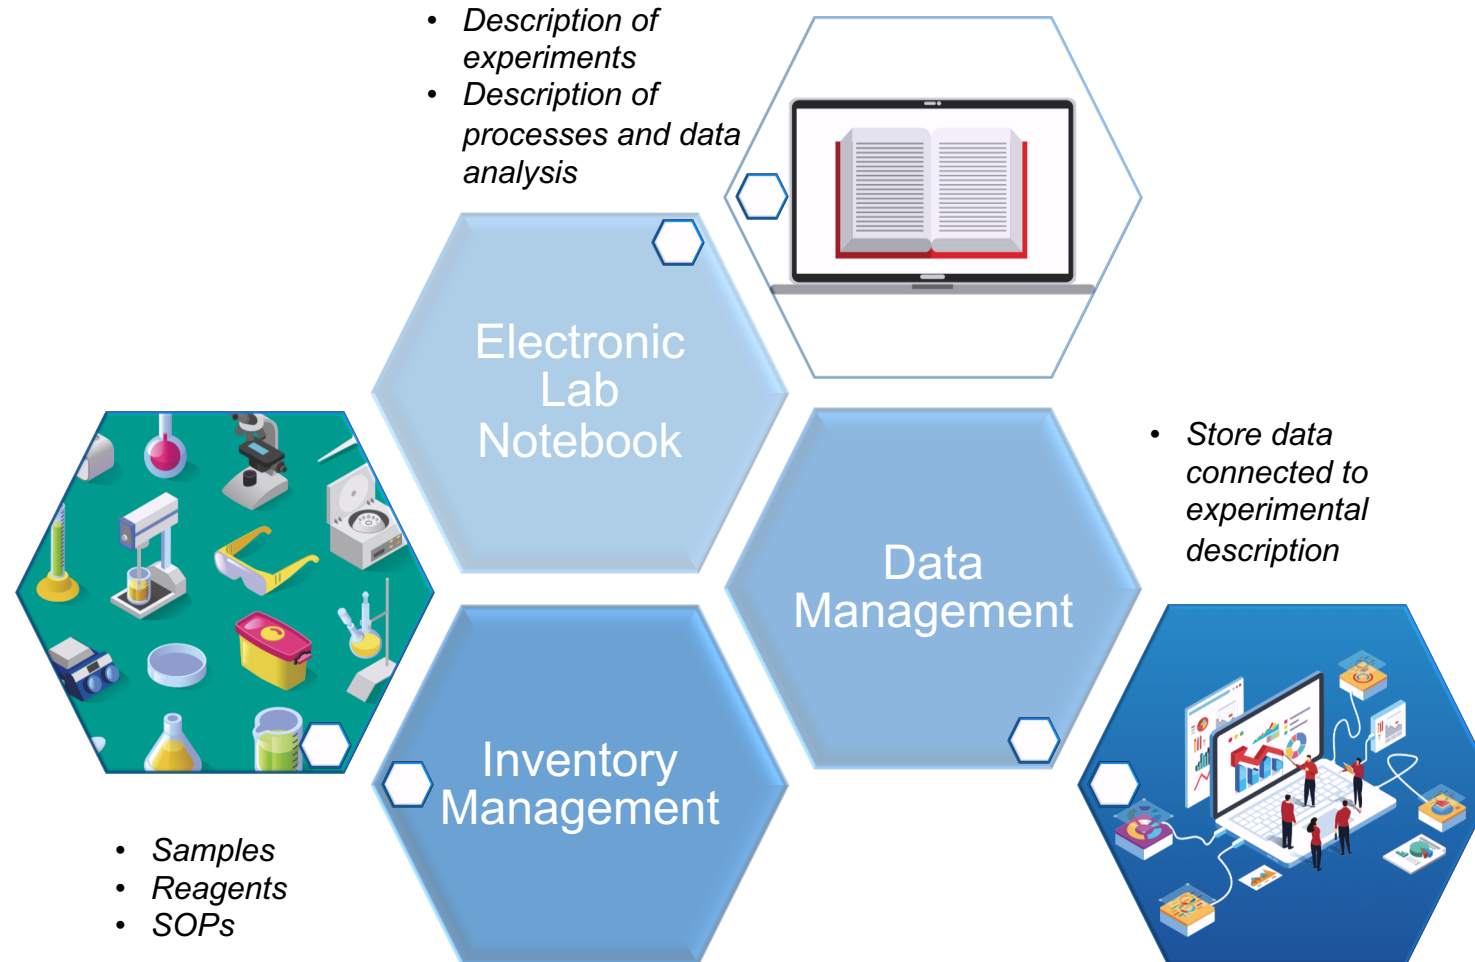 • Description of
experiments
• Description of
processes and data
analysis
Electronic
Lab
Notebook
• Store data
connected to
experimental
description
Data
Management
Inventory
Management
• Samples
• Reagents
• SOPs